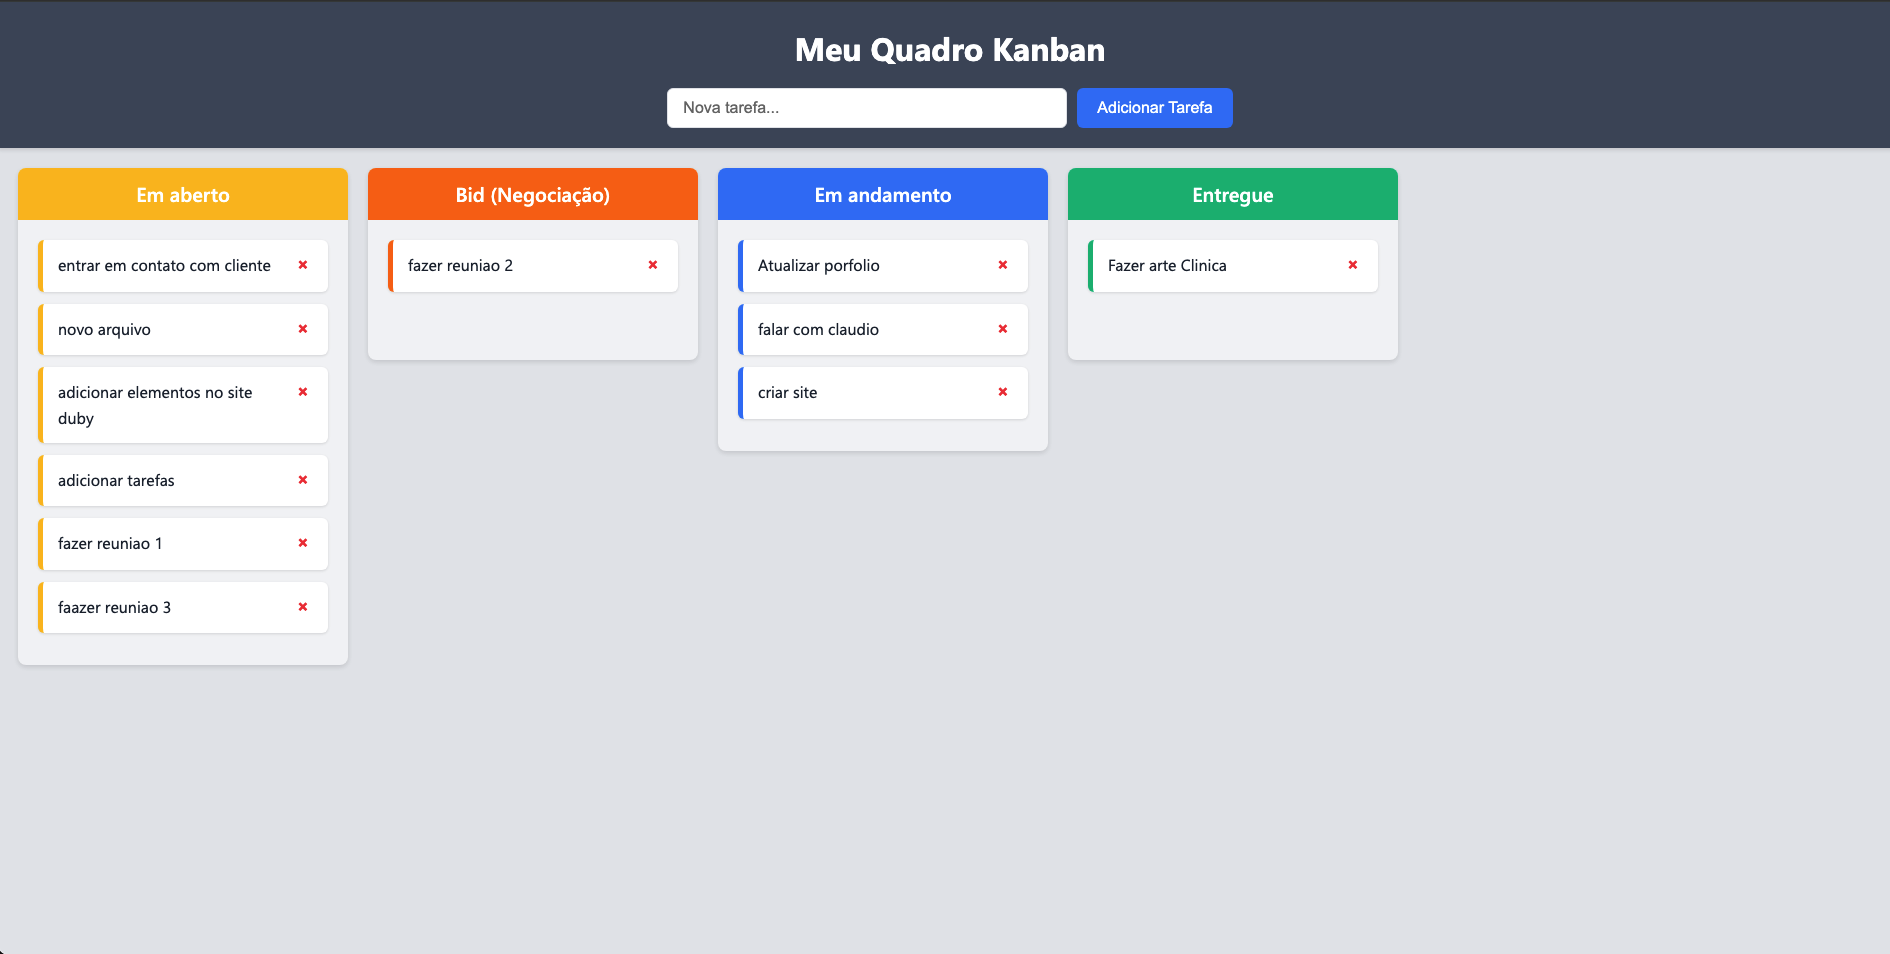 Meu Quadro Kanban
Nova tarefa...
Adicionar Tarefa
Em aberto
entrar em contato com cliente
novo arquivo
adicionar elementos no site
duby
adicionar tarefas
fazer reuniao 1
faazer reuniao 3
Bid (Negociação)
fazer reuniao 2
Em andamento
Atualizar porfolio
falar com claudio
criar site
Entregue
Fazer arte Clinica